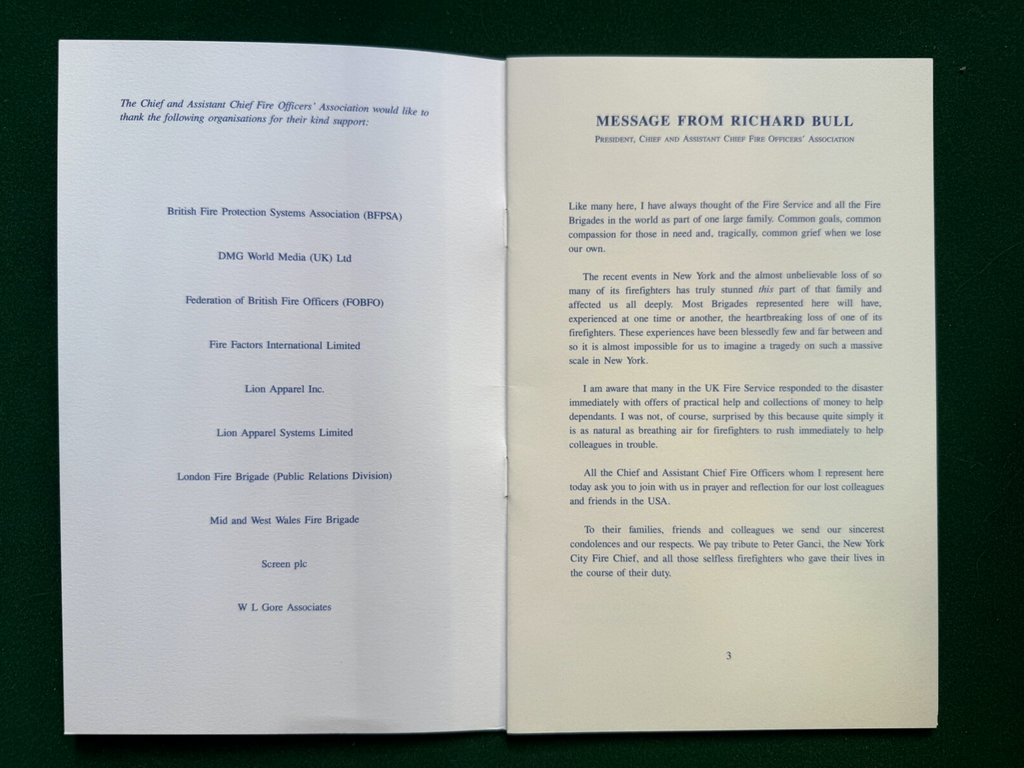 The Chief and Assistant Chief Fire Officers' Association would like to
thank the following organisations for their kind support:
British Fire Protection Systems Association (BFPSA)
DMG World Media (UK) Ltd
Federation of British Fire Officers (FOBFO)
Fire Factors International Limited
Lion Apparel Inc.
Lion Apparel Systems Limited
London Fire Brigade (Public Relations Division)
Mid and West Wales Fire Brigade
Screen plc
W L Gore Associates
MESSAGE FROM RICHARD BULL
President, Chief and Assistant Chief Fire Officers' Association
Like many here, I have always thought of the Fire Service and all the Fire
Brigades in the world as part of one large family. Common goals, common
compassion for those in need and, tragically, common grief when we lose
our own.
The recent events in New York and the almost unbelievable loss of so
many of its firefighters has truly stunned this part of that family and
affected us all deeply. Most Brigades represented here will have,
experienced at one time or another, the heartbreaking loss of one of its
firefighters. These experiences have been blessedly few and far between and
so it is almost impossible for us to imagine a tragedy on such a massive
scale in New York.
I am aware that many in the UK Fire Service responded to the disaster
immediately with offers of practical help and collections of money to help
dependants. I was not, of course, surprised by this because quite simply it
is as natural as breathing air for firefighters to rush immediately to help
colleagues in trouble.
All the Chief and Assistant Chief Fire Officers whom I represent here
today ask you to join with us in prayer and reflection for our lost colleagues
and friends in the USA.
To their families, friends and colleagues we send our sincerest
condolences and our respects. We pay tribute to Peter Ganci, the New York
City Fire Chief, and all those selfless firefighters who gave their lives in
the course of their duty.
3